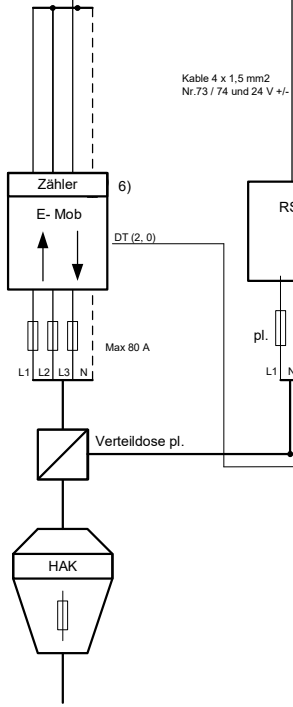 Kable 4 x 1,5 mm2
Nr.73 / 74 und 24 V +/-
Zähler
6)
E- Mob
RS
DT (2, 0)
pl.
Max 80 A
L1 L2 L3 N
L1 N
Verteildose pl.
HAK